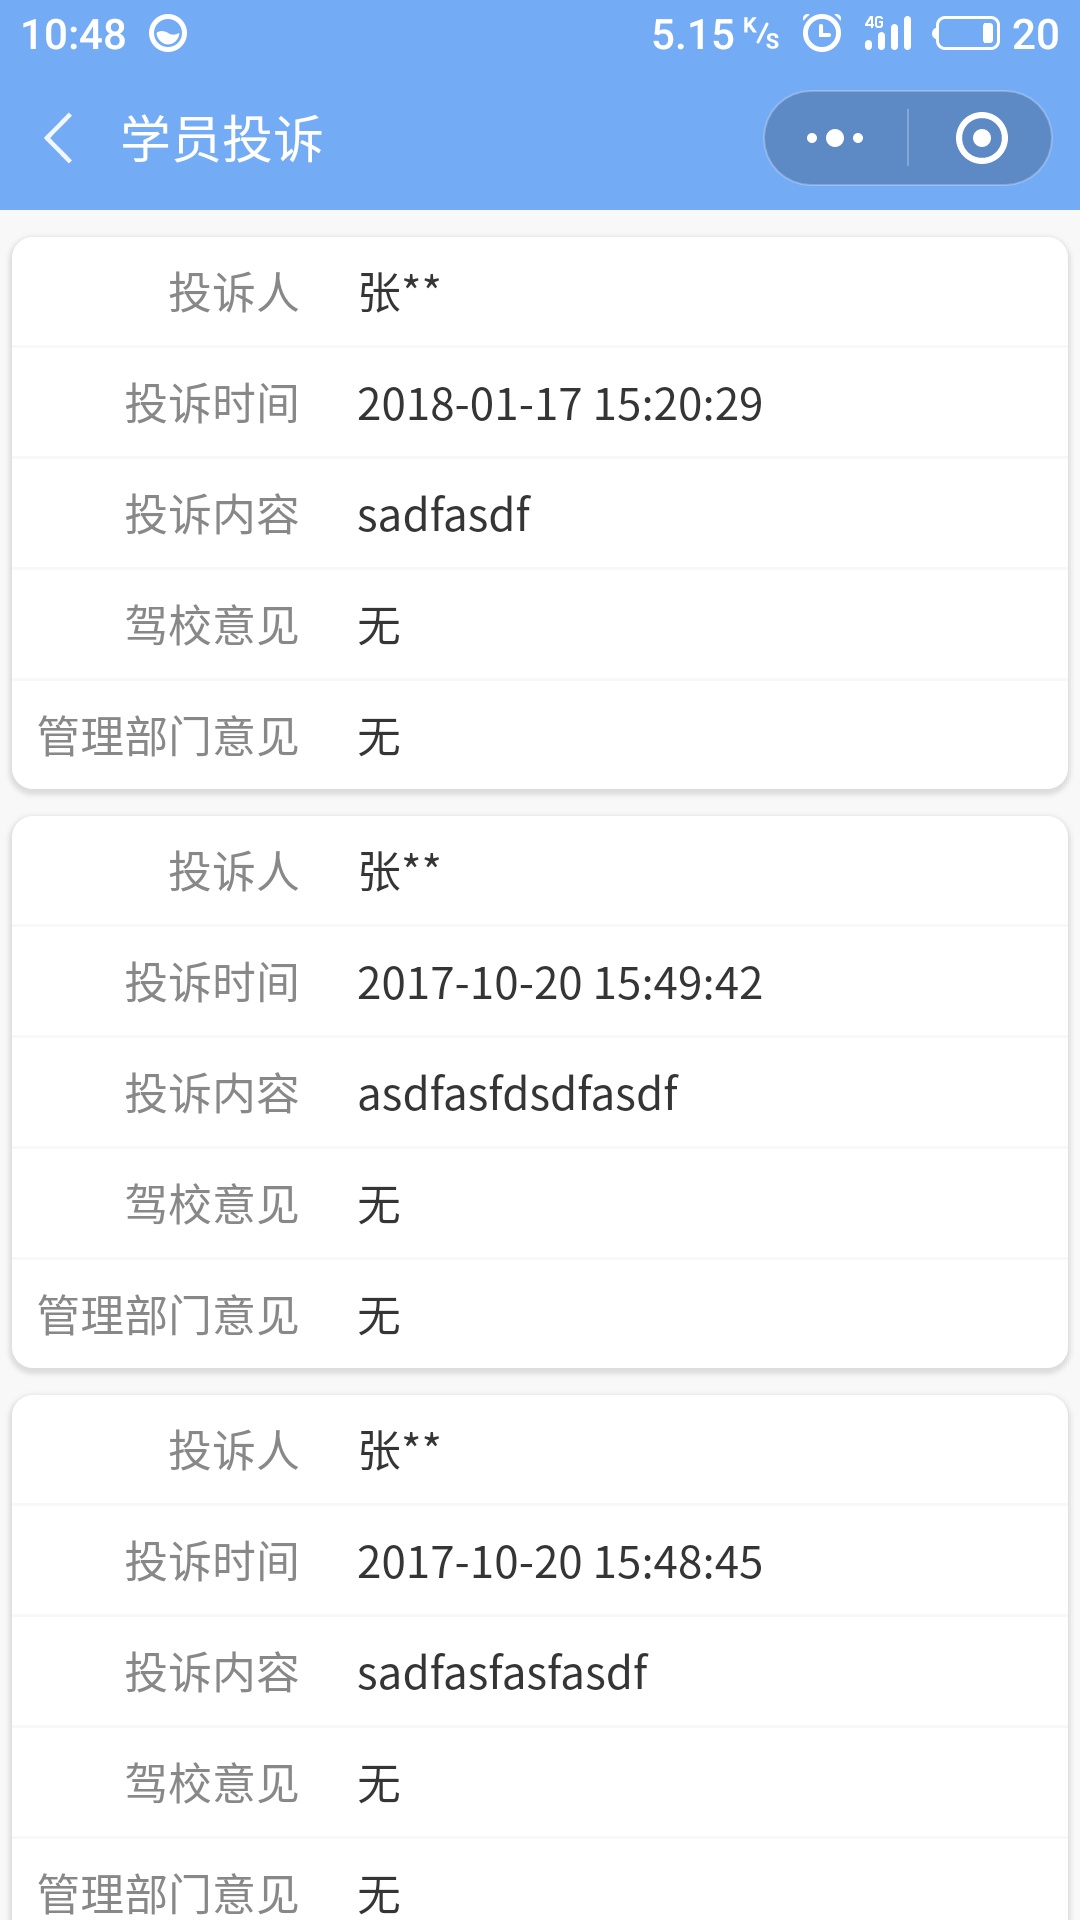 10:48 5.15 K/s 4G 20
学员投诉
投诉人 张**
投诉时间 2018-01-17 15:20:29
投诉内容 sadfasdf
驾校意见 无
管理部门意见 无
投诉人 张**
投诉时间 2017-10-20 15:49:42
投诉内容 asdfasfdsdfasdf
驾校意见 无
管理部门意见 无
投诉人 张**
投诉时间 2017-10-20 15:48:45
投诉内容 sadfasfasfasdf
驾校意见 无
管理部门意见 无